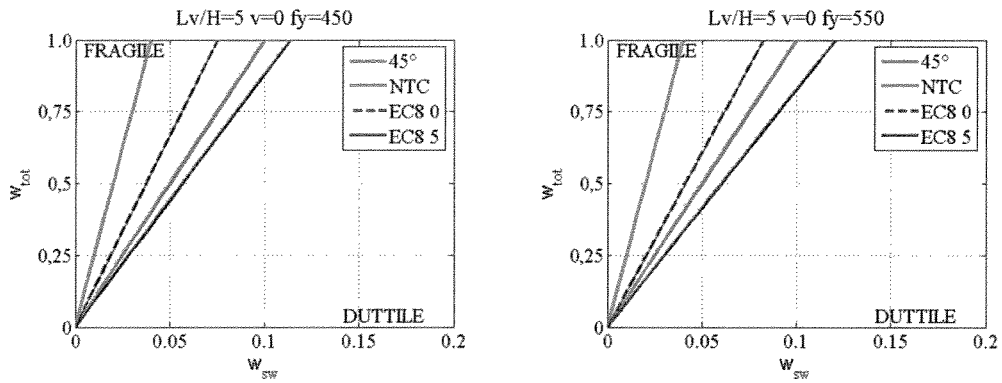 Lv/H=5 v=0 fy=450
1.0
0,75
0,5
0,25
0
w_tot
FRAGILE
DUTTILE
45°
NTC
EC8 0
EC8 5
0
0.05
0.1
0.15
0.2
w_sw
Lv/H=5 v=0 fy=550
1.0
0,75
0,5
0,25
0
w_tot
FRAGILE
DUTTILE
45°
NTC
EC8 0
EC8 5
0
0.05
0.1
0.15
0.2
w_sw